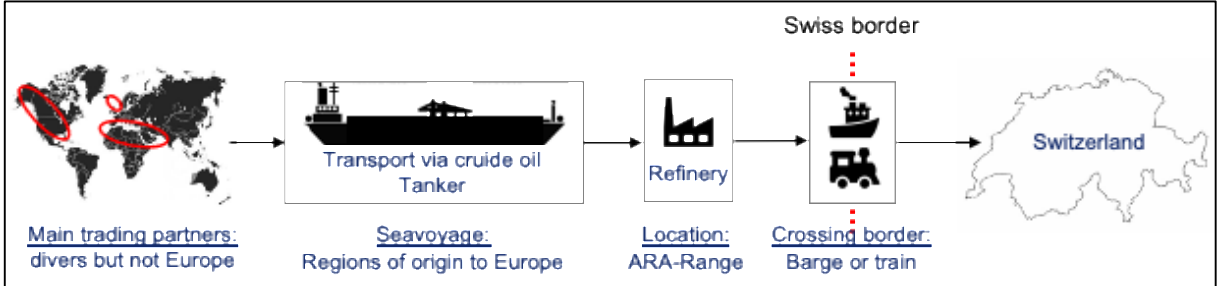 Swiss border
Transport via cruide oil
Tanker
Refinery
Switzerland
Main trading partners:
divers but not Europe
Seavoyage:
Regions of origin to Europe
Location:
ARA-Range
Crossing border:
Barge or train